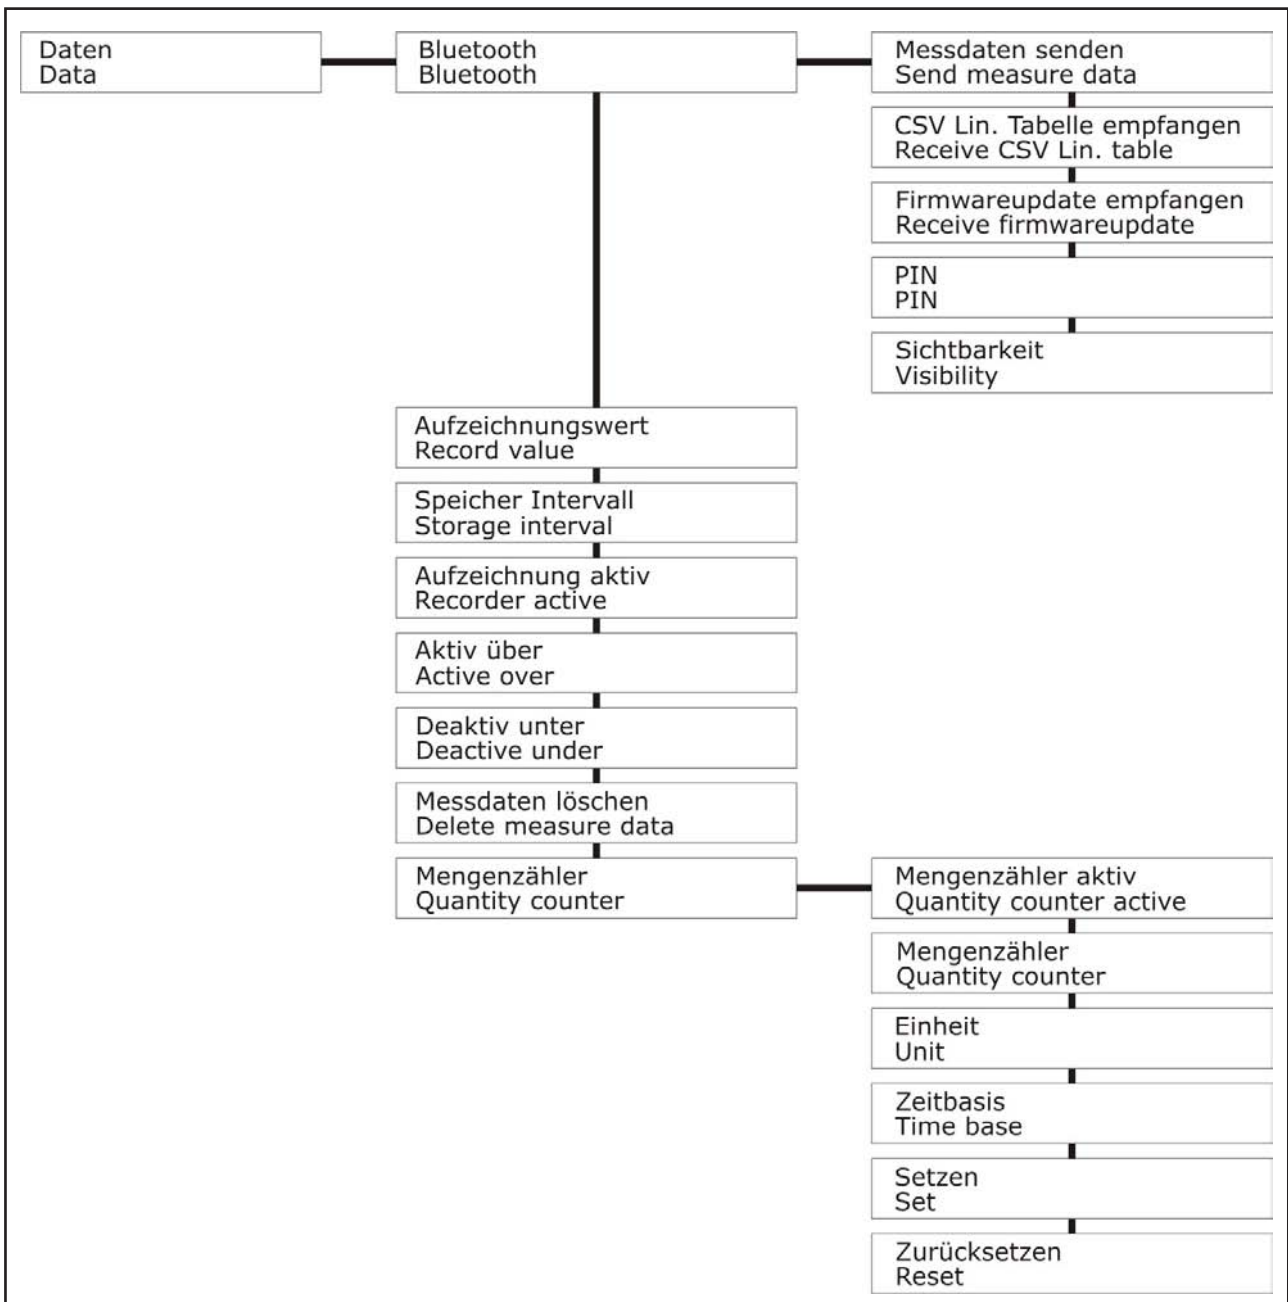 Daten
Data
Bluetooth
Bluetooth
Messdaten senden
Send measure data
CSV Lin. Tabelle empfangen
Receive CSV Lin. table
Firmwareupdate empfangen
Receive firmwareupdate
PIN
PIN
Sichtbarkeit
Visibility
Aufzeichnungswert
Record value
Speicher Intervall
Storage interval
Aufzeichnung aktiv
Recorder active
Aktiv über
Active over
Deaktiv unter
Deactive under
Messdaten löschen
Delete measure data
Mengenzähler
Quantity counter
Mengenzähler aktiv
Quantity counter active
Mengenzähler
Quantity counter
Einheit
Unit
Zeitbasis
Time base
Setzen
Set
Zurücksetzen
Reset